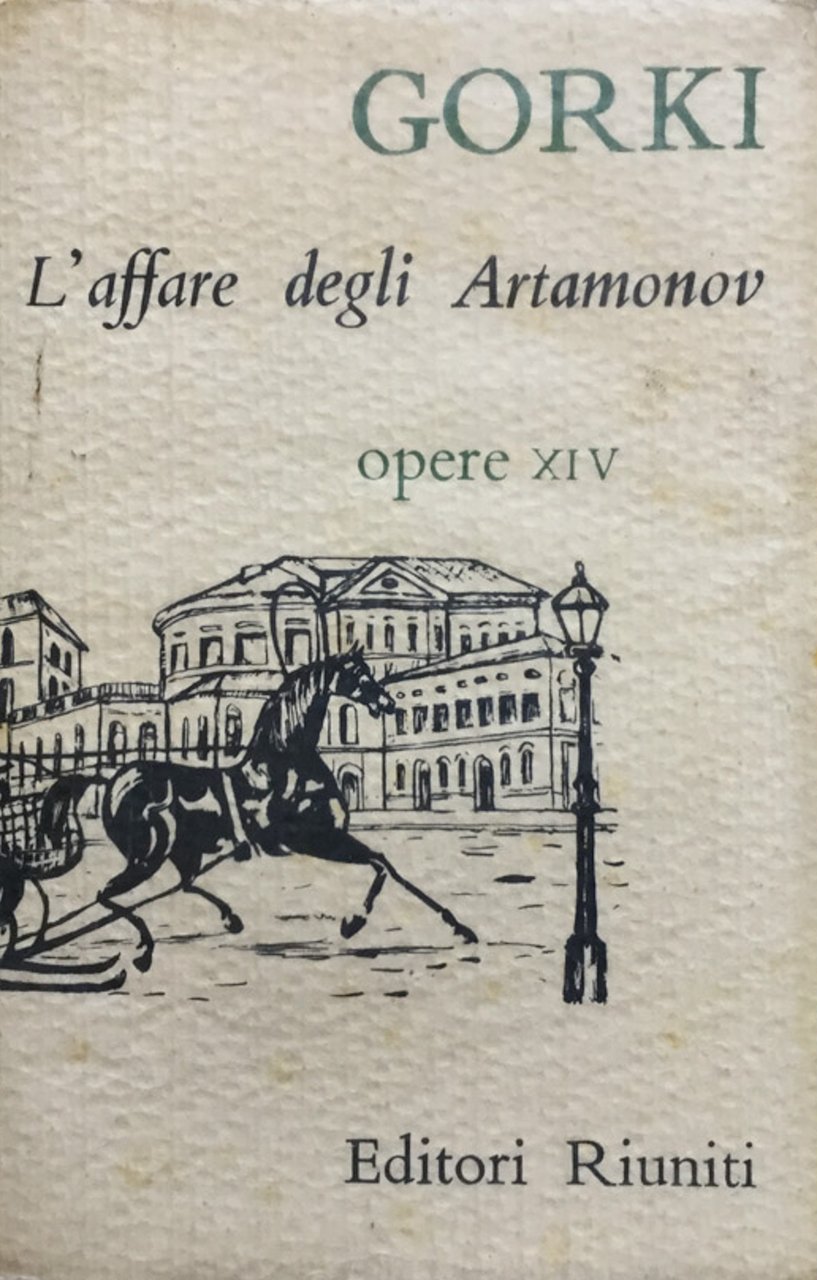 GORKI
L'affare degli Artamonov
opere XIV
Editori Riuniti